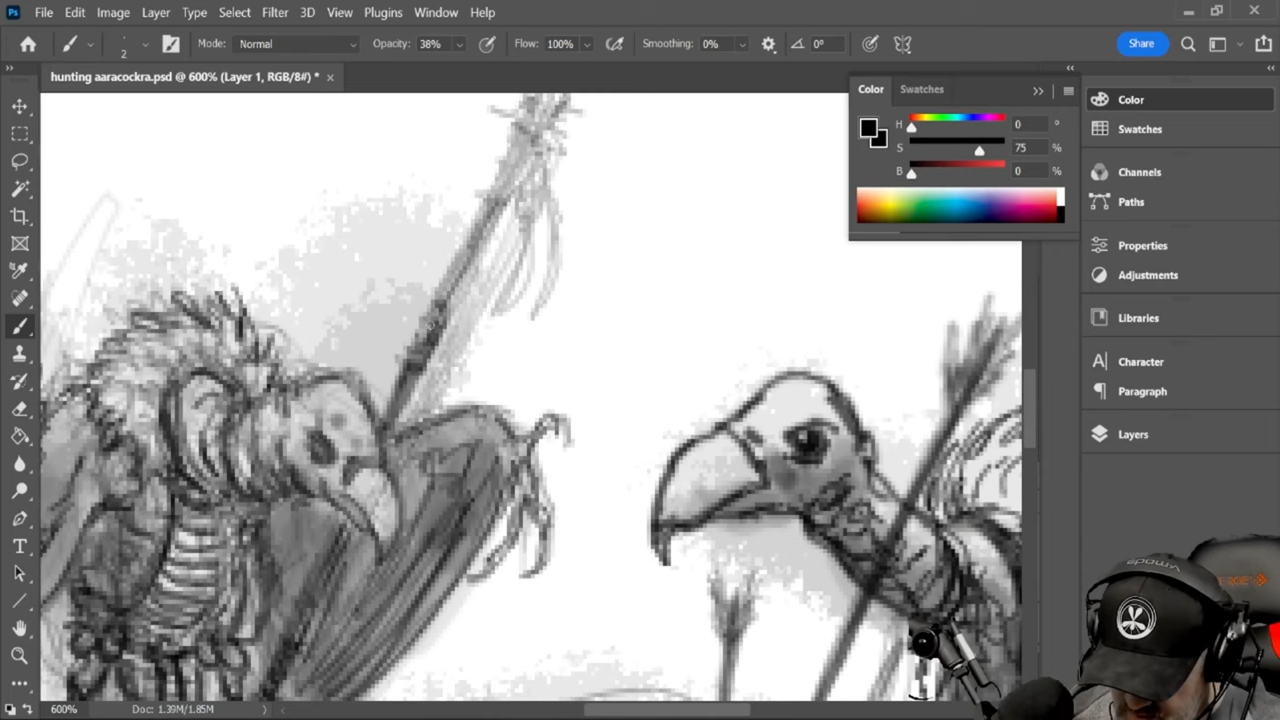 Ps File Edit Image Layer Type Select Filter 3D View Plugins Window Help
2 Mode: Normal Opacity: 38% Flow: 100% Smoothing: 0% 0° Share
hunting aaracockra.psd @ 600% (Layer 1, RGB/8#) * ×
Color Swatches
H 0 °
S 75 %
B 0 %
Color
Swatches
Channels
Paths
Properties
Adjustments
Libraries
Character
Paragraph
Layers
600% Doc: 1.39M/1.85M